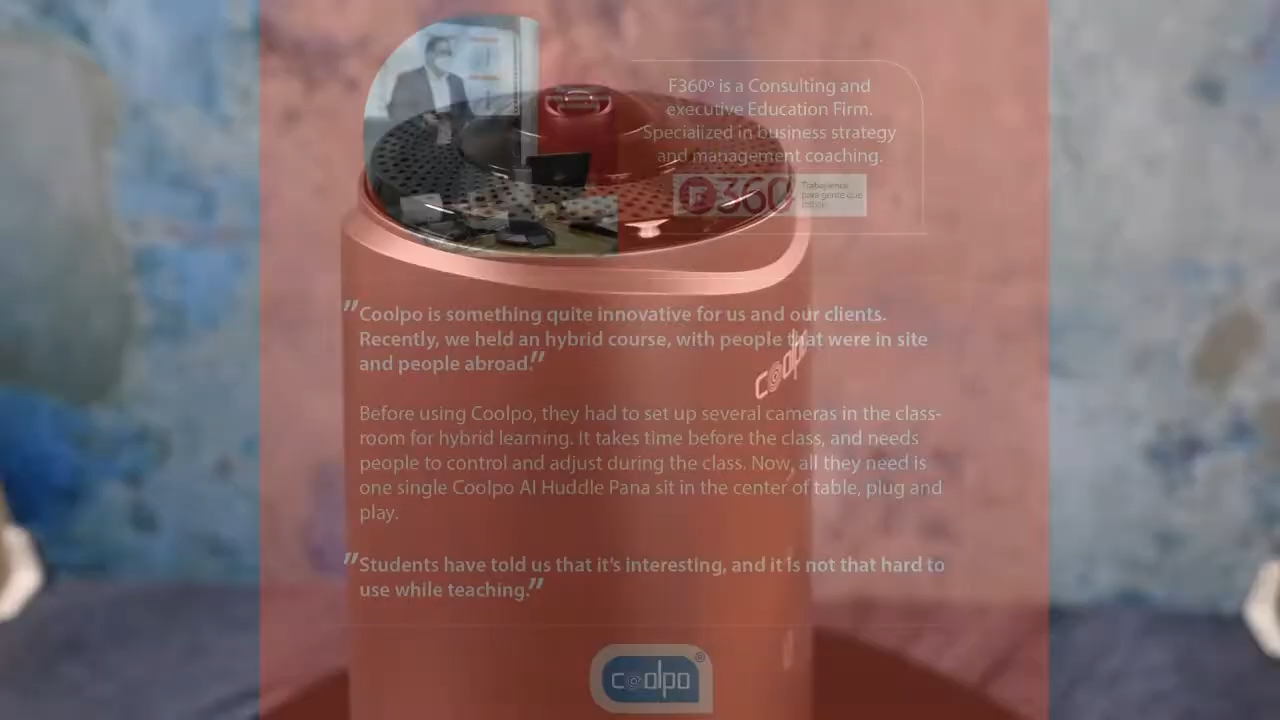 F360º is a Consulting and
executive Education Firm.
Specialized in business strategy
and management coaching.
F360
Trabajamos
para gente que
"Coolpo is something quite innovative for us and our clients.
Recently, we held an hybrid course, with people that were in site
and people abroad."
coolpo
Before using Coolpo, they had to set up several cameras in the class-
room for hybrid learning. It takes time before the class, and needs
people to control and adjust during the class. Now, all they need is
one single Coolpo AI Huddle Pana sit in the center of table, plug and
play.
"Students have told us that it's interesting, and it is not that hard to
use while teaching."
coolpo®